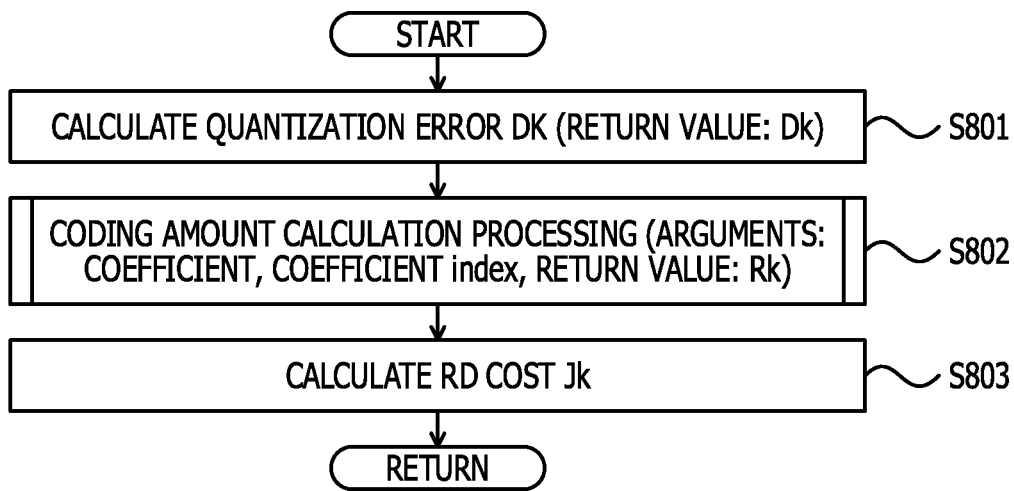 START
CALCULATE QUANTIZATION ERROR DK (RETURN VALUE: Dk)
S801
CODING AMOUNT CALCULATION PROCESSING (ARGUMENTS:
COEFFICIENT, COEFFICIENT index, RETURN VALUE: Rk)
S802
CALCULATE RD COST Jk
S803
RETURN